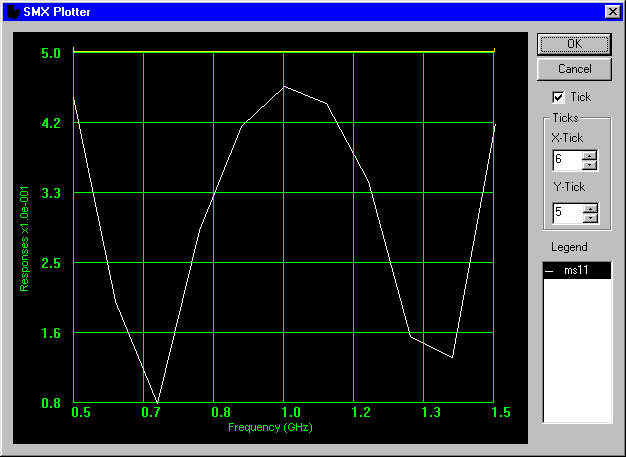 SMX Plotter
5.0
4.2
3.3
2.5
1.6
0.8
Responses x1.0e-001
0.5 0.7 1.0 1.2 1.3 1.5
Frequency (GHz)
OK
Cancel
Tick
Ticks
X-Tick
6
Y-Tick
5
Legend
ms11